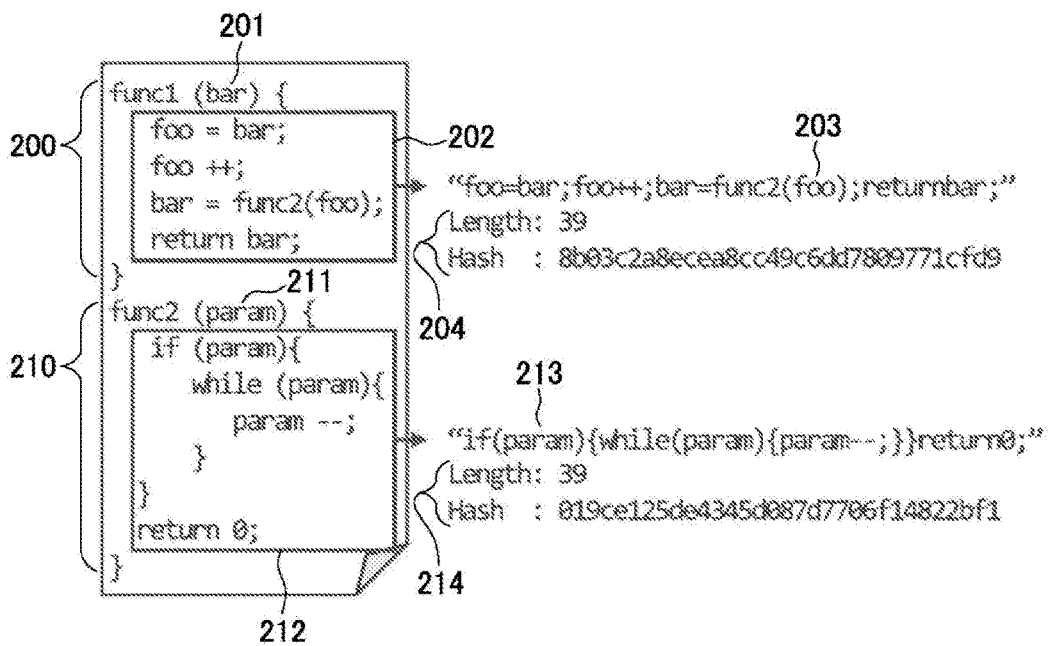 201
func1 (bar) {
200
foo = bar;
202
203
foo ++;
bar = func2(foo);
“foo=bar;foo++;bar=func2(foo);returnbar;”
return bar;
Length: 39
Hash : 8b03c2a8ecea8cc49c6dd7809771cfd9
}
204
211
func2 (param) {
210
if (param){
while (param){
213
param --;
“if(param){while(param){param--;}}return0;”
}
Length: 39
}
Hash : 019ce125de4345d087d7706f14822bf1
return 0;
}
214
212